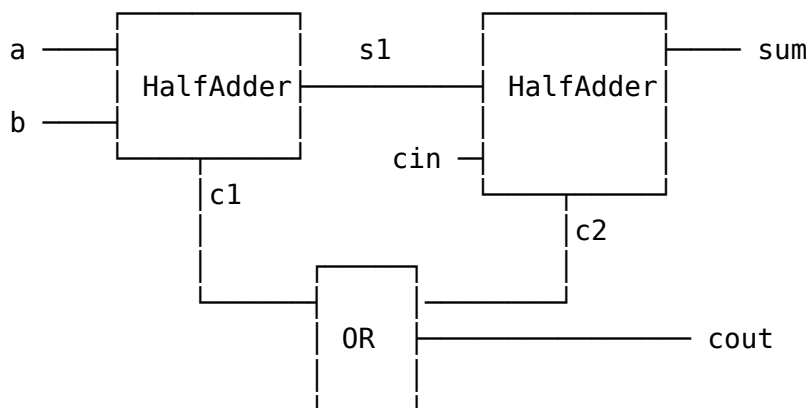 a s1 sum
HalfAdder HalfAdder
b
cin
c1
c2
OR cout